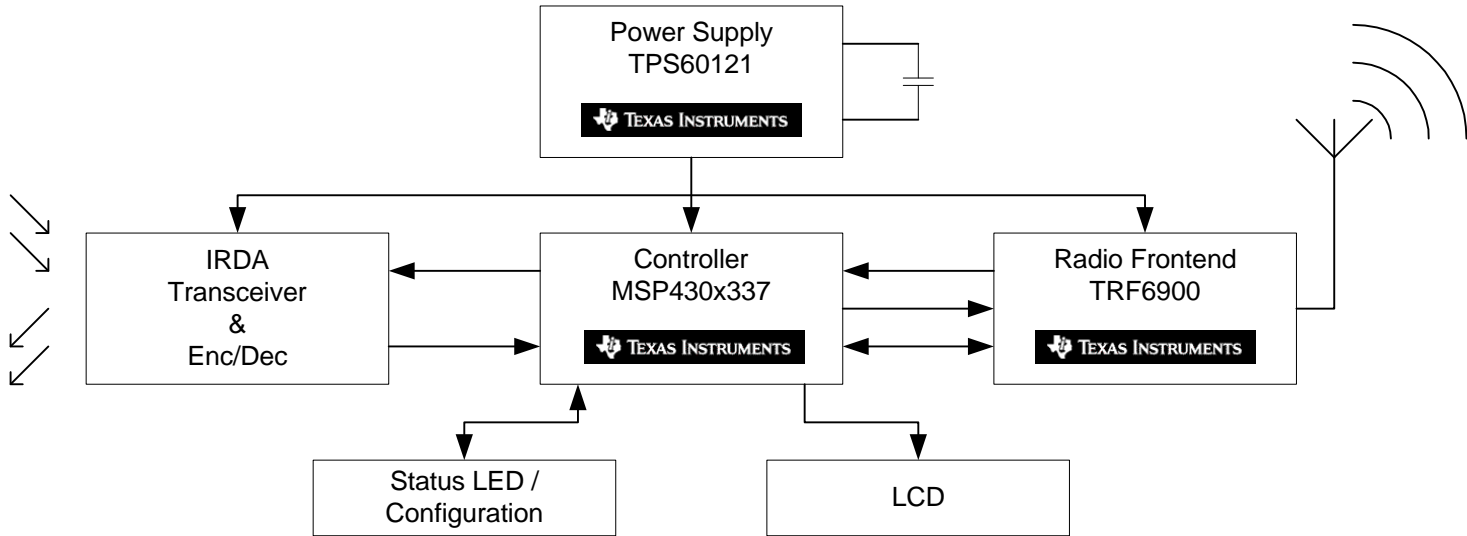 Power Supply
TPS60121
TEXAS INSTRUMENTS
IRDA
Transceiver
&
Enc/Dec
Controller
MSP430x337
TEXAS INSTRUMENTS
Radio Frontend
TRF6900
TEXAS INSTRUMENTS
Status LED /
Configuration
LCD